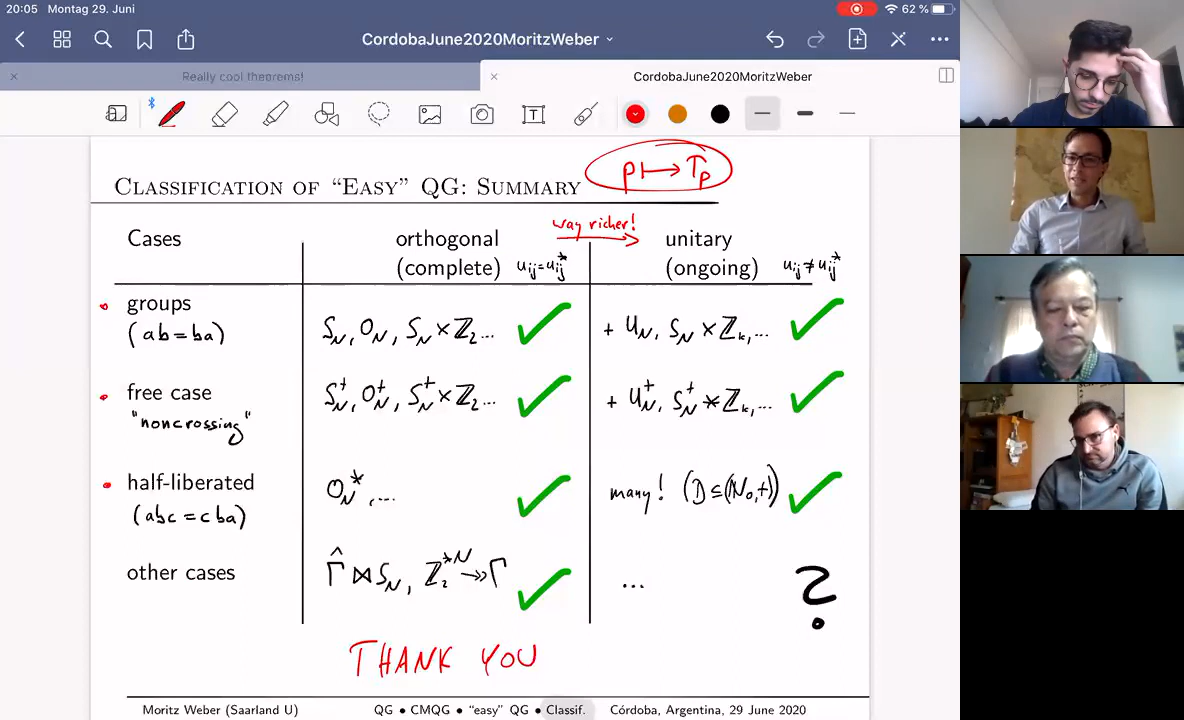 20:05 Montag 29. Juni
62 %
CordobaJune2020MoritzWeber
Really cool theorems!
CordobaJune2020MoritzWeber
T
CLASSIFICATION OF “EASY” QG: SUMMARY
p ↦ T_p
way richer!
Cases
orthogonal
(complete)
u_ij = u_ij^*
unitary
(ongoing)
u_ij ≠ u_ij^*
groups
(ab = ba)
S_N, O_N, S_N × ℤ_2 ...
+ U_N, S_N × ℤ_k, ...
free case
"noncrossing"
S_N^+, O_N^+, S_N^+ × ℤ_2 ...
+ U_N^+, S_N^+ * ℤ_k, ...
half-liberated
(abc = cba)
O_N^*, ...
many! (D ⊆ (ℕ_0, +))
other cases
Γ̂ ⋈ S_N, ℤ_2^{*N} ↠ Γ
...
?
THANK YOU
Moritz Weber (Saarland U)
QG • CMQG • “easy” QG • Classif.
Córdoba, Argentina, 29 June 2020